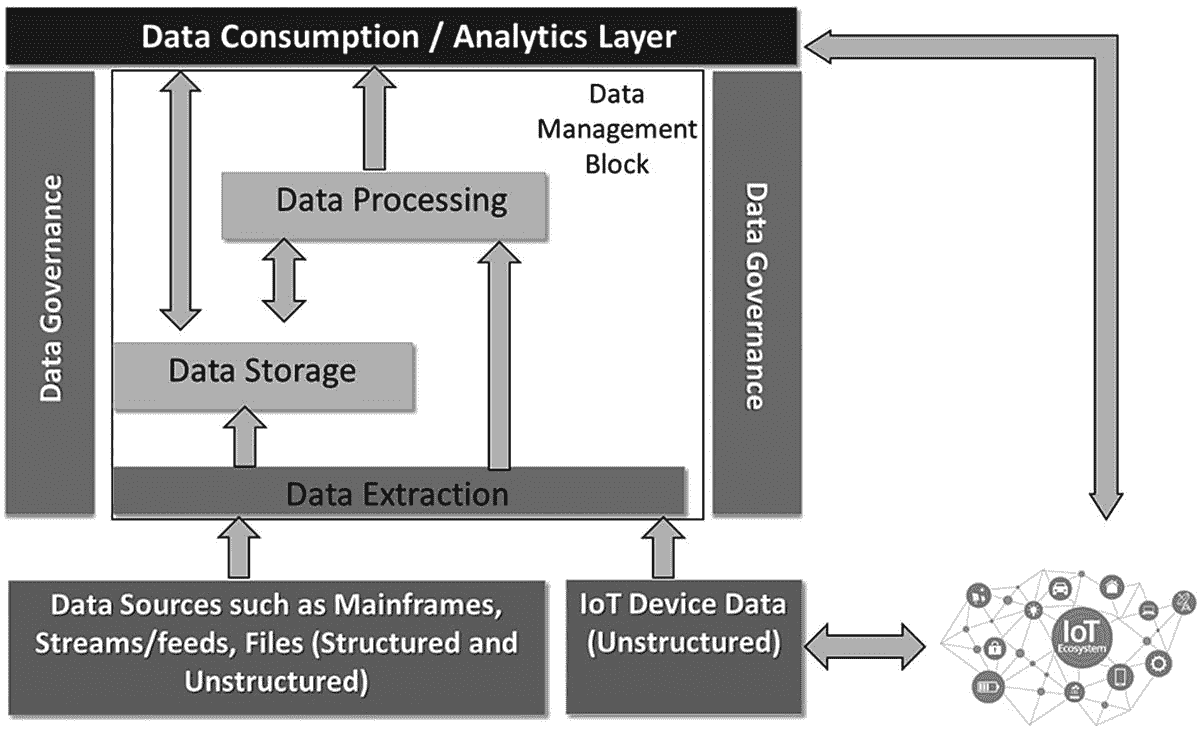 Data Consumption / Analytics Layer
Data
Management
Block
Data Governance
Data Processing
Data Governance
Data Storage
Data Extraction
Data Sources such as Mainframes,
Streams/feeds, Files (Structured and
Unstructured)
IoT Device Data
(Unstructured)
IoT
Ecosystem